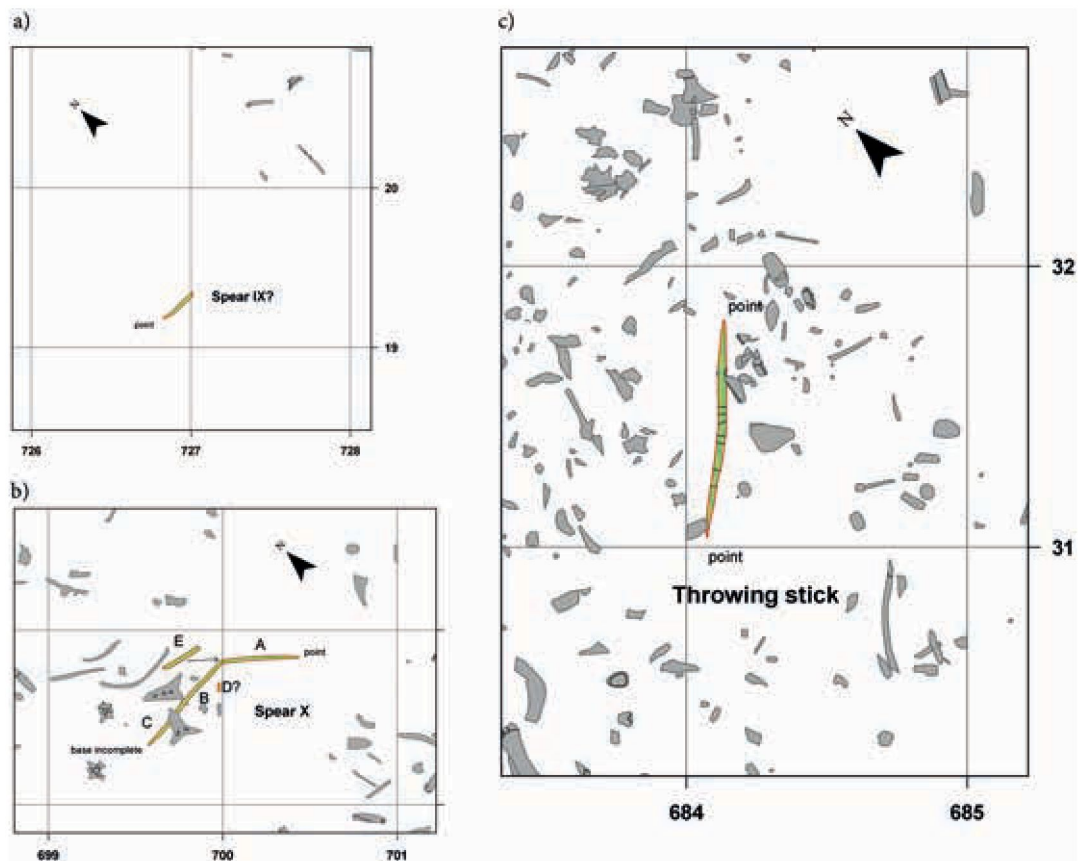 a)
N
20
Spear IX?
point
19
726 727 728
b)
N
E
A
point
D?
B
Spear X
C
base incomplete
699 700 701
c)
N
32
point
31
point
Throwing stick
684 685